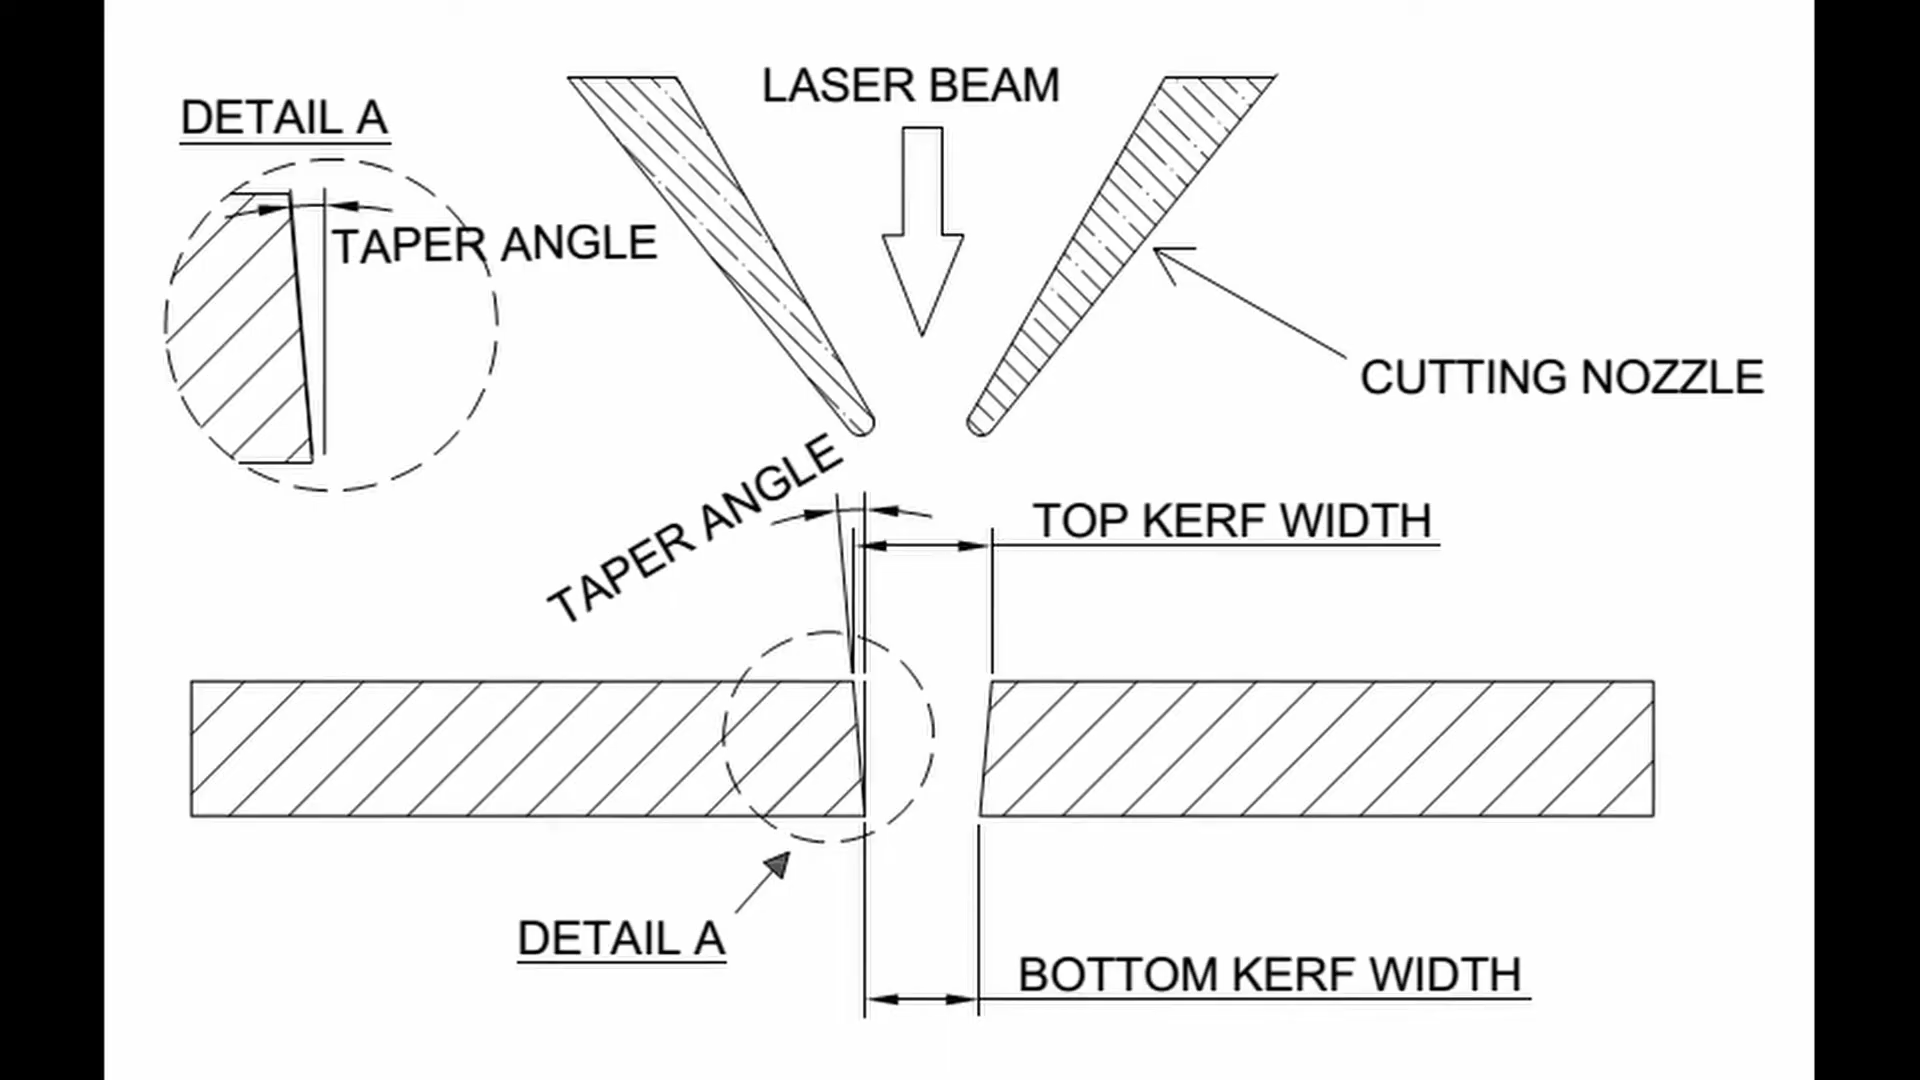 LASER BEAM
DETAIL A
TAPER ANGLE
CUTTING NOZZLE
TAPER ANGLE
TOP KERF WIDTH
DETAIL A
BOTTOM KERF WIDTH